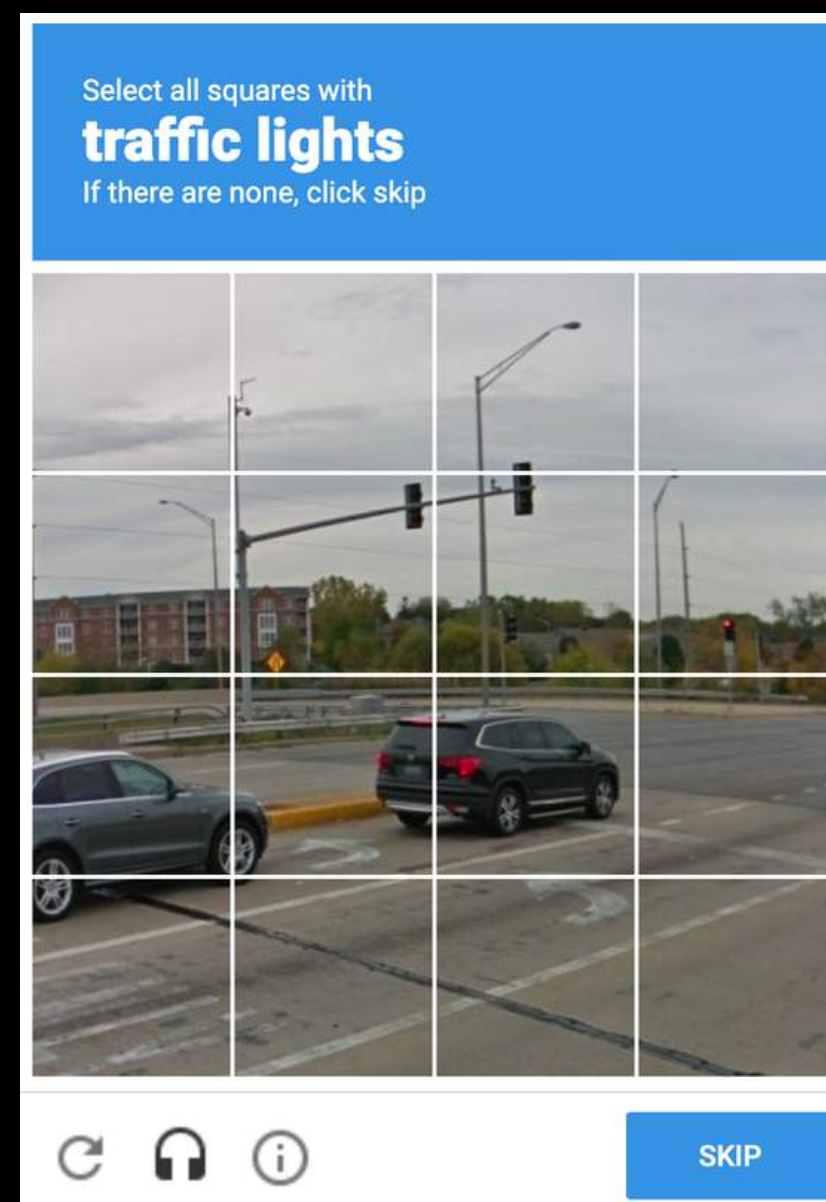 Select all squares with
traffic lights
If there are none, click skip
SKIP